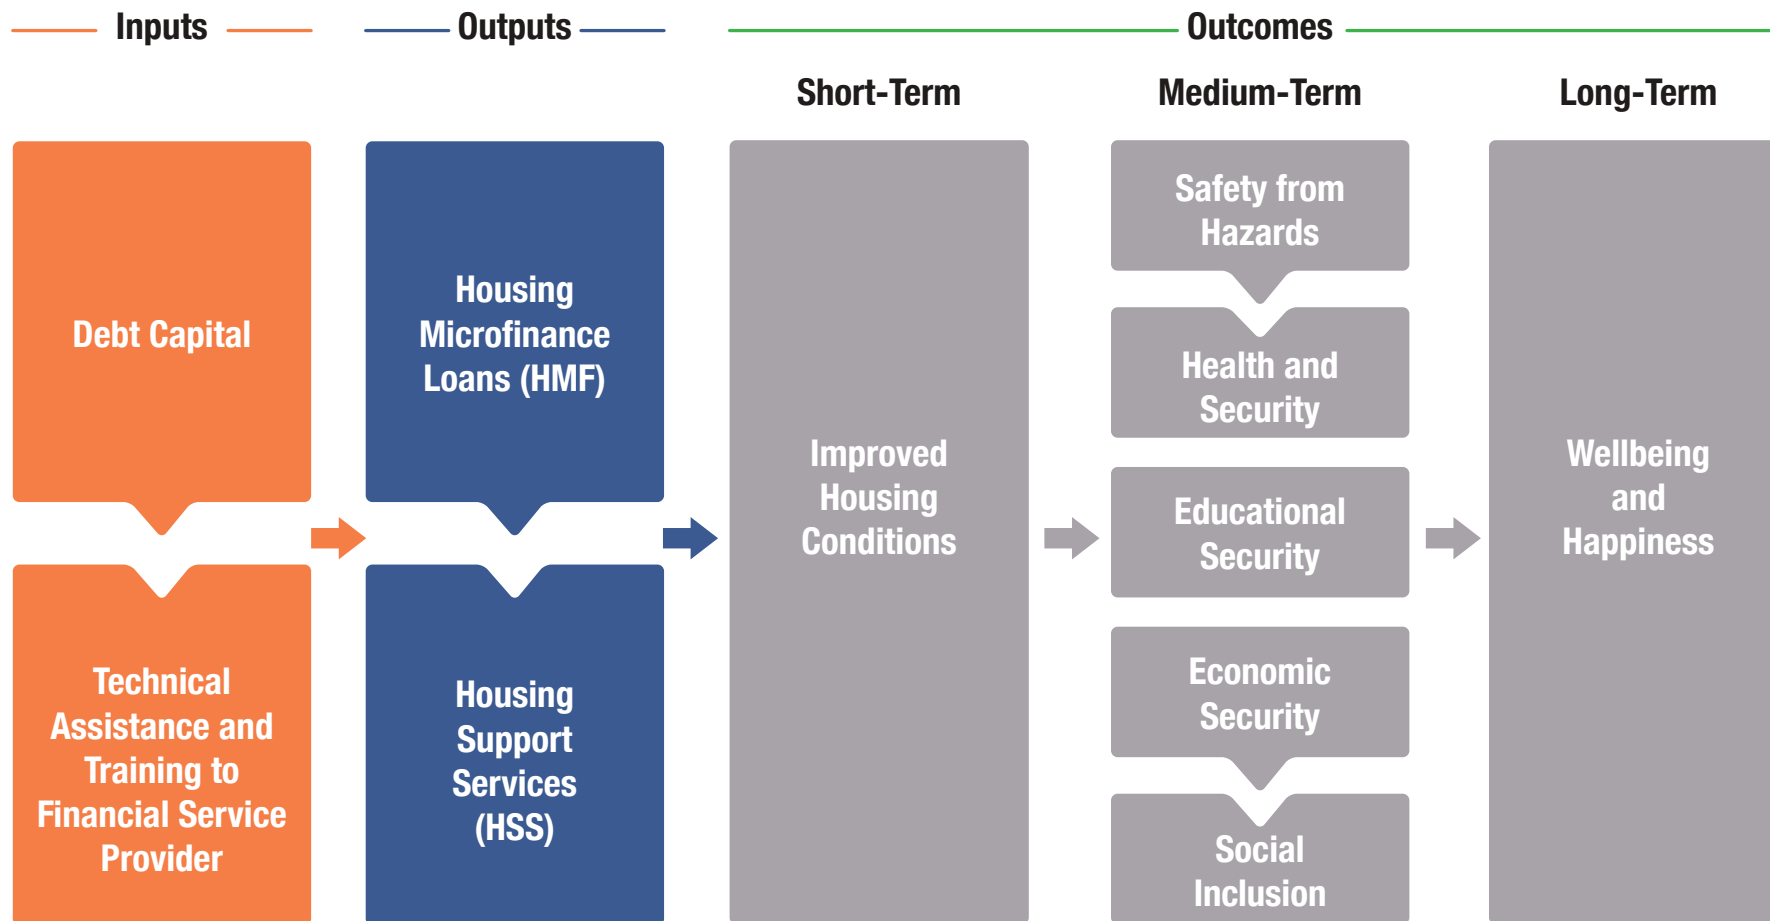 Inputs
Outputs
Outcomes
Short-Term
Medium-Term
Long-Term
Debt Capital
Technical
Assistance and
Training to
Financial Service
Provider
Housing
Microfinance
Loans (HMF)
Housing
Support
Services
(HSS)
Improved
Housing
Conditions
Safety from
Hazards
Health and
Security
Educational
Security
Economic
Security
Social
Inclusion
Wellbeing
and
Happiness